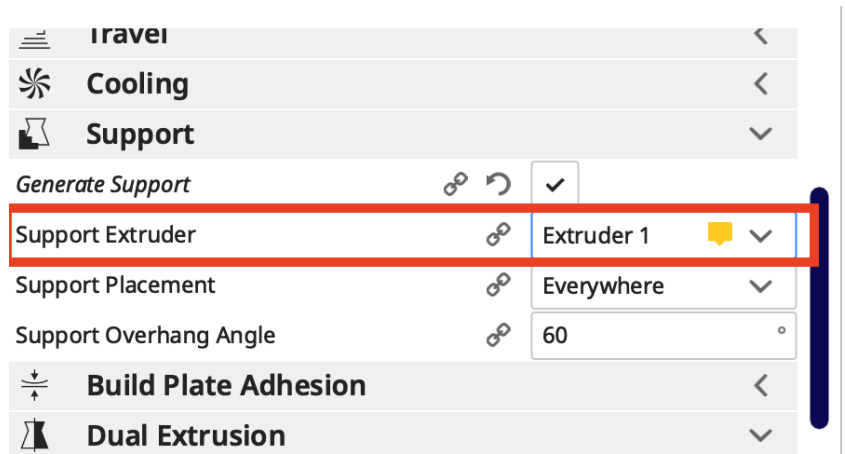 Travel
Cooling
Support
Generate Support
Support Extruder Extruder 1
Support Placement Everywhere
Support Overhang Angle 60 °
Build Plate Adhesion
Dual Extrusion